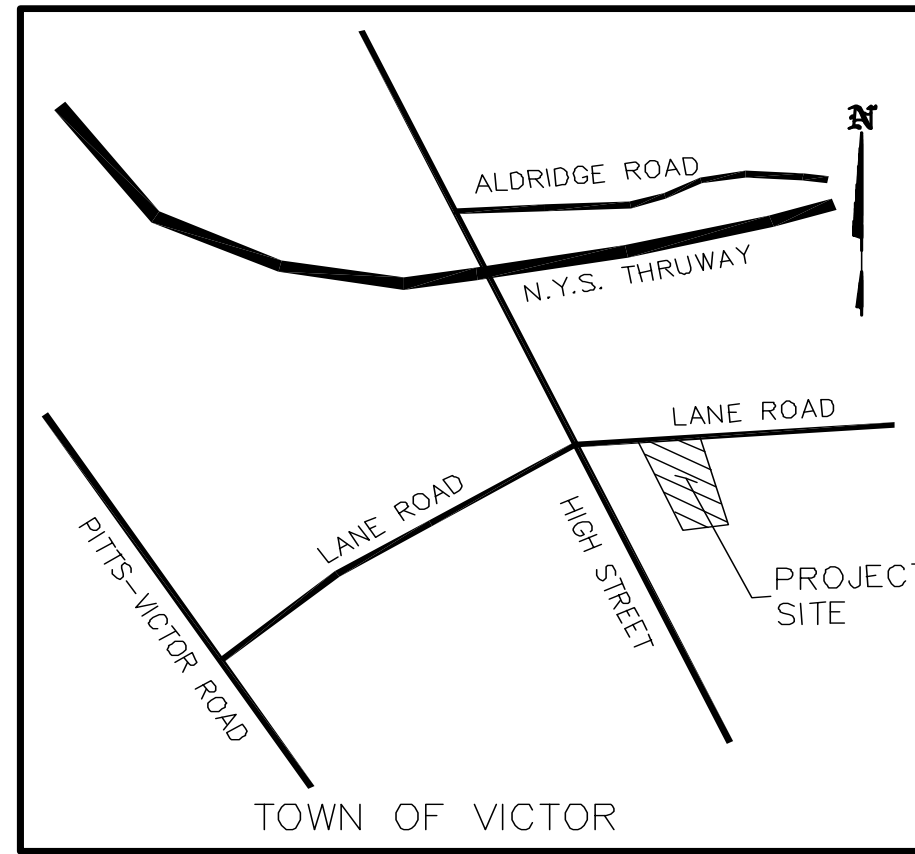 N
ALDRIDGE ROAD
N.Y.S. THRUWAY
LANE ROAD
LANE ROAD
HIGH STREET
PITTS-VICTOR ROAD
PROJECT
SITE
TOWN OF VICTOR